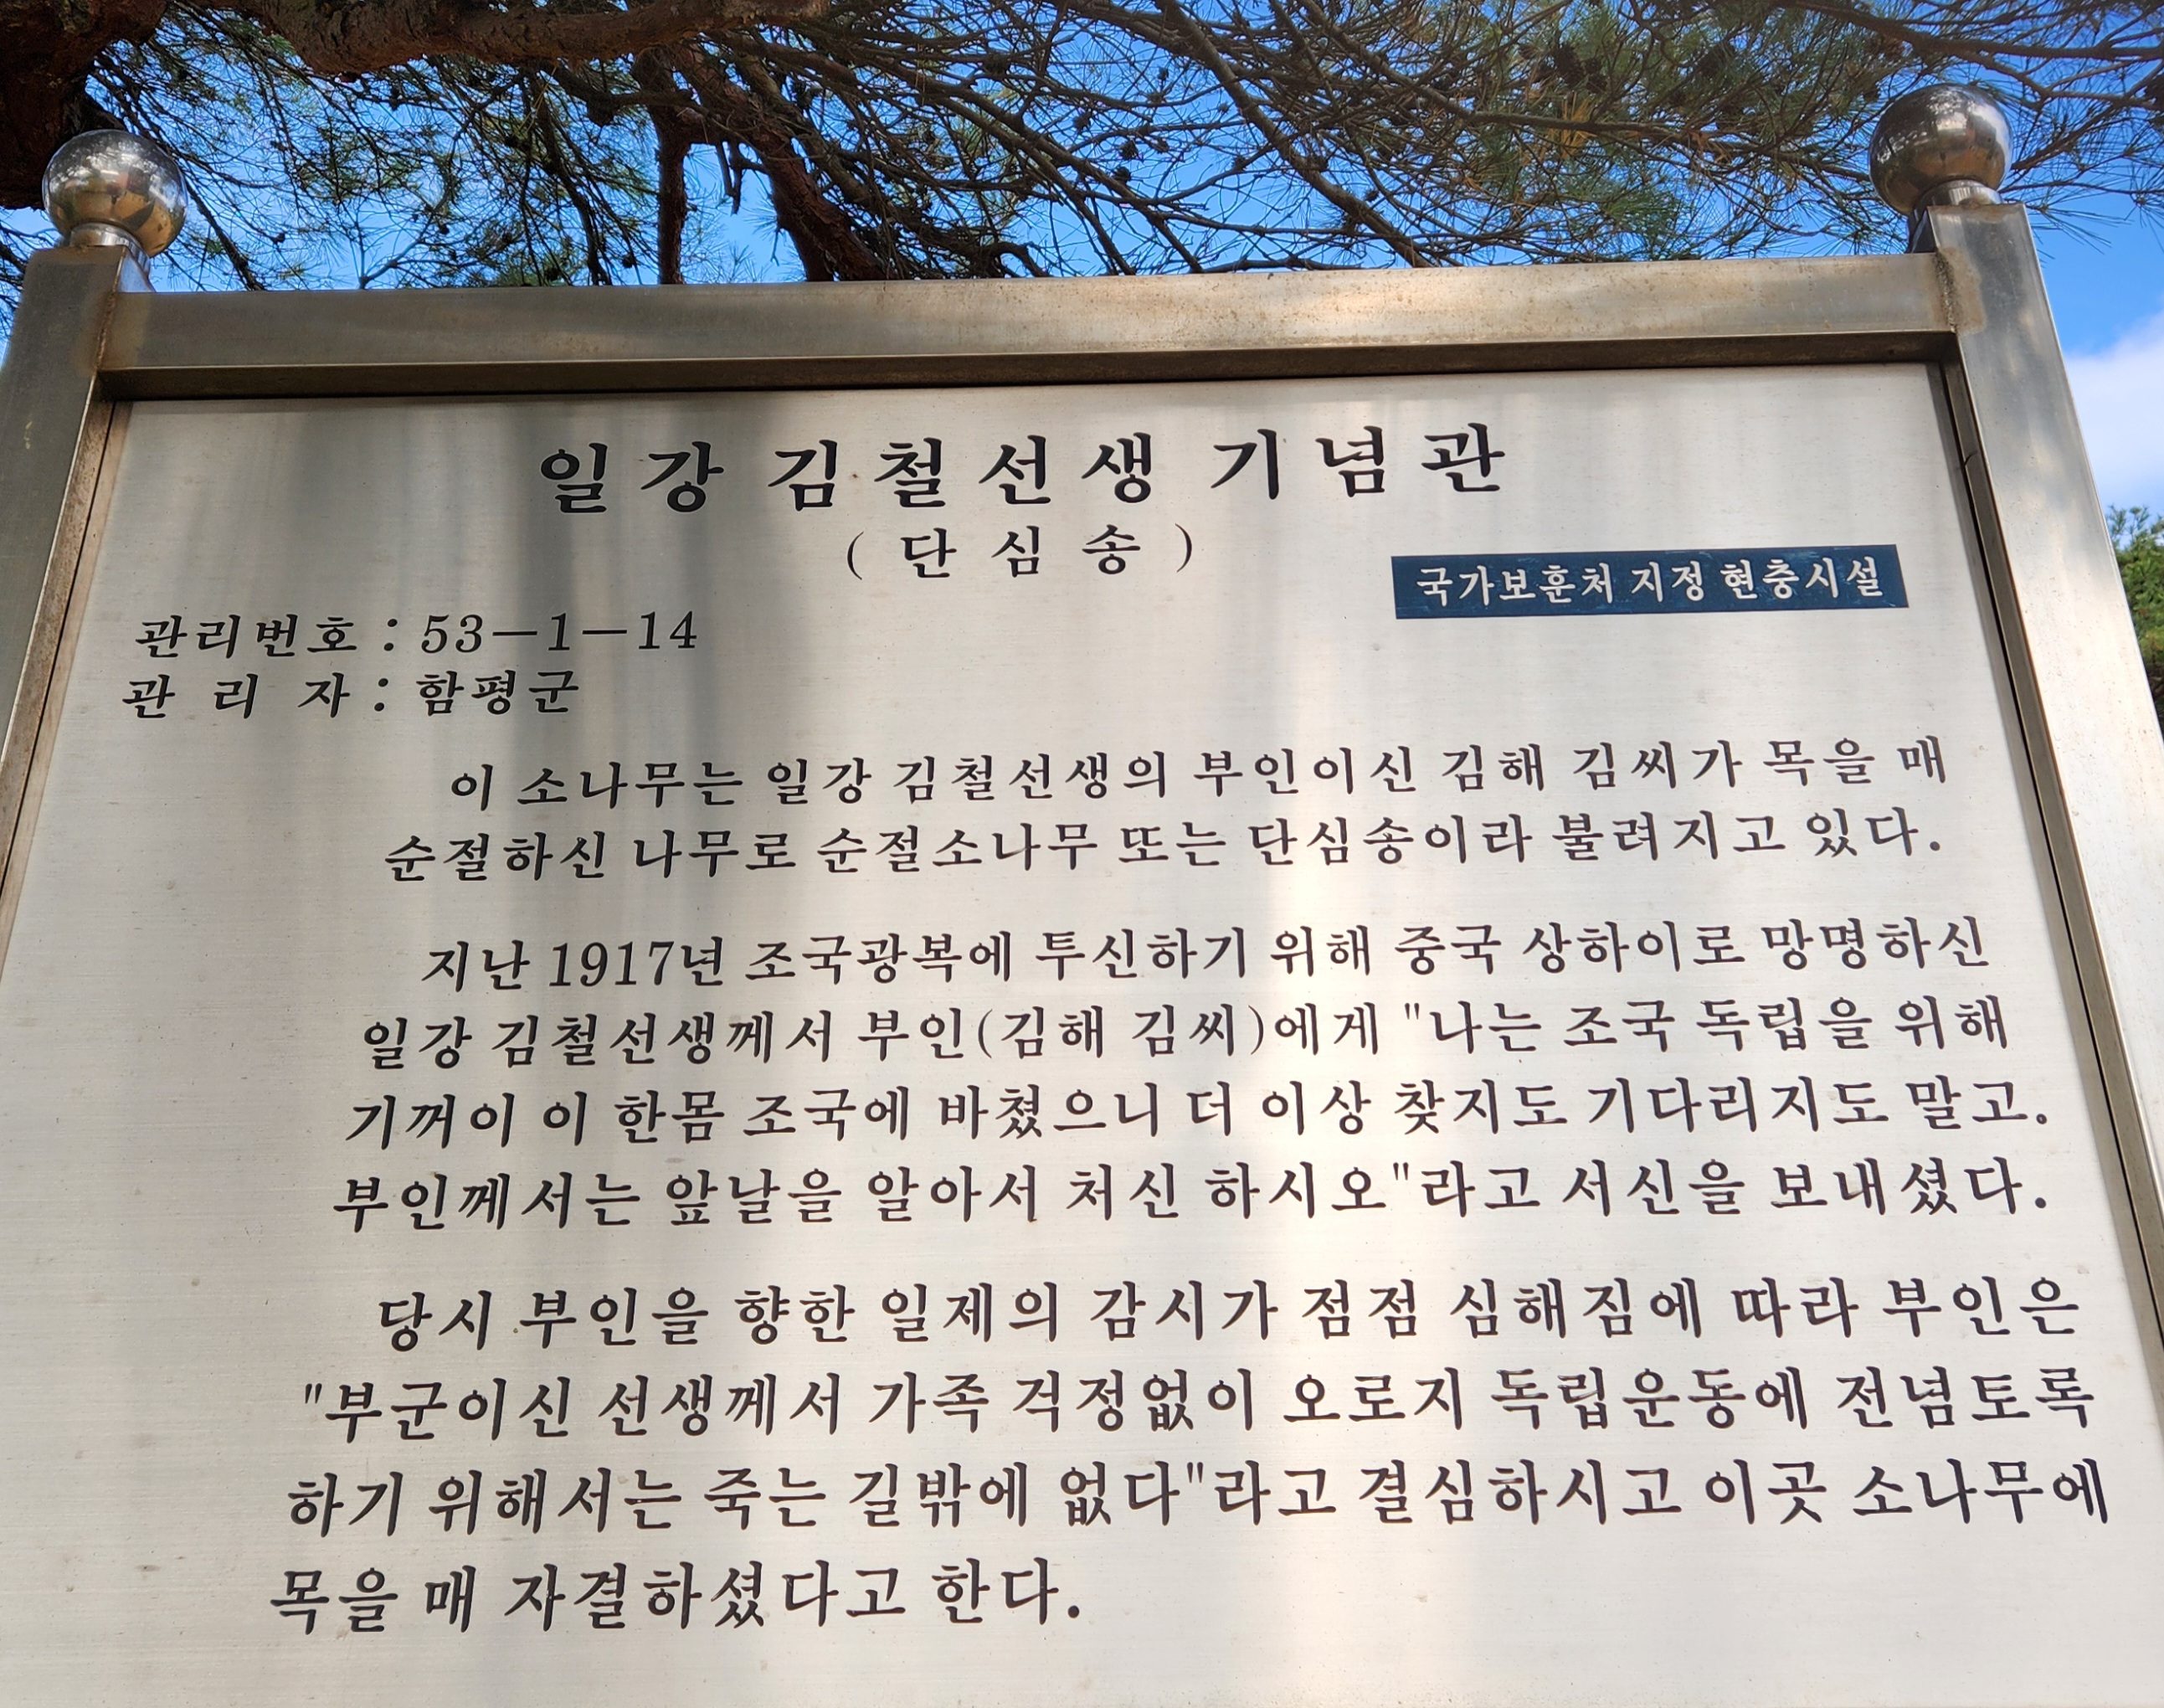 일강 김철선생 기념관
(단심송)
국가보훈처 지정 현충시설
관리번호 : 53-1-14
관 리 자 : 함평군
이 소나무는 일강 김철선생의 부인이신 김해 김씨가 목을 매
순절하신 나무로 순절소나무 또는 단심송이라 불려지고 있다.
지난 1917년 조국광복에 투신하기 위해 중국 상하이로 망명하신
일강 김철선생께서 부인(김해 김씨)에게 "나는 조국 독립을 위해
기꺼이 이 한몸 조국에 바쳤으니 더 이상 찾지도 기다리지도 말고.
부인께서는 앞날을 알아서 처신 하시오"라고 서신을 보내셨다.
당시 부인을 향한 일제의 감시가 점점 심해짐에 따라 부인은
"부군이신 선생께서 가족 걱정없이 오로지 독립운동에 전념토록
하기 위해서는 죽는 길밖에 없다"라고 결심하시고 이곳 소나무에
목을 매 자결하셨다고 한다.